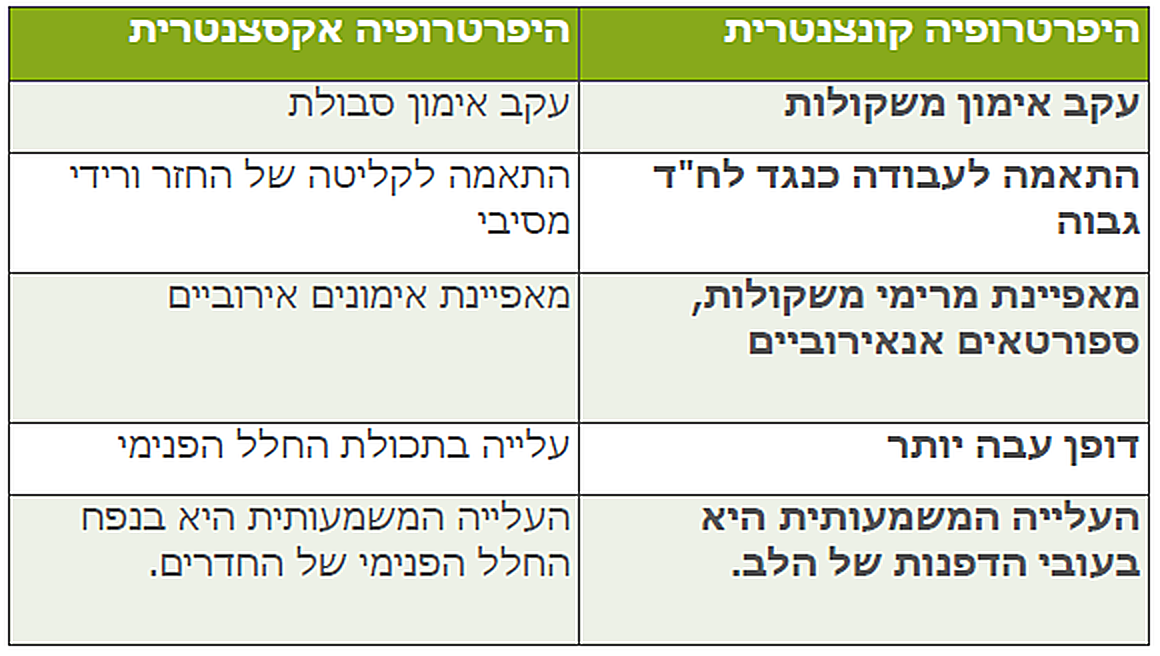 היפרטרופיה קונצנטרית
היפרטרופיה אקסצנטרית
עקב אימון משקולות
עקב אימון סבולת
התאמה לעבודה כנגד לח"ד
גבוה
התאמה לקליטה של החזר ורידי
מסיבי
מאפיינת מרימי משקולות,
ספורטאים אנאירוביים
מאפיינת אימונים אירוביים
דופן עבה יותר
עלייה בתכולת החלל הפנימי
העלייה המשמעותית היא
בעובי הדפנות של הלב.
העלייה המשמעותית היא בנפח
החלל הפנימי של החדרים.